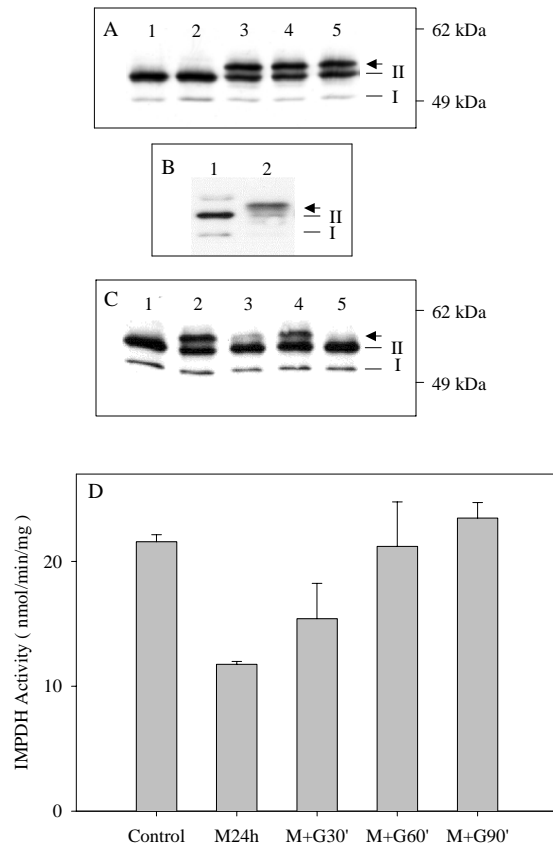 A 1 2 3 4 5 62 kDa
II
I
49 kDa
B 1 2
II
I
C 1 2 3 4 5 62 kDa
II
I
49 kDa
D
IMPDH Activity ( nmol/min/mg )
20
10
0
Control M24h M+G30' M+G60' M+G90'